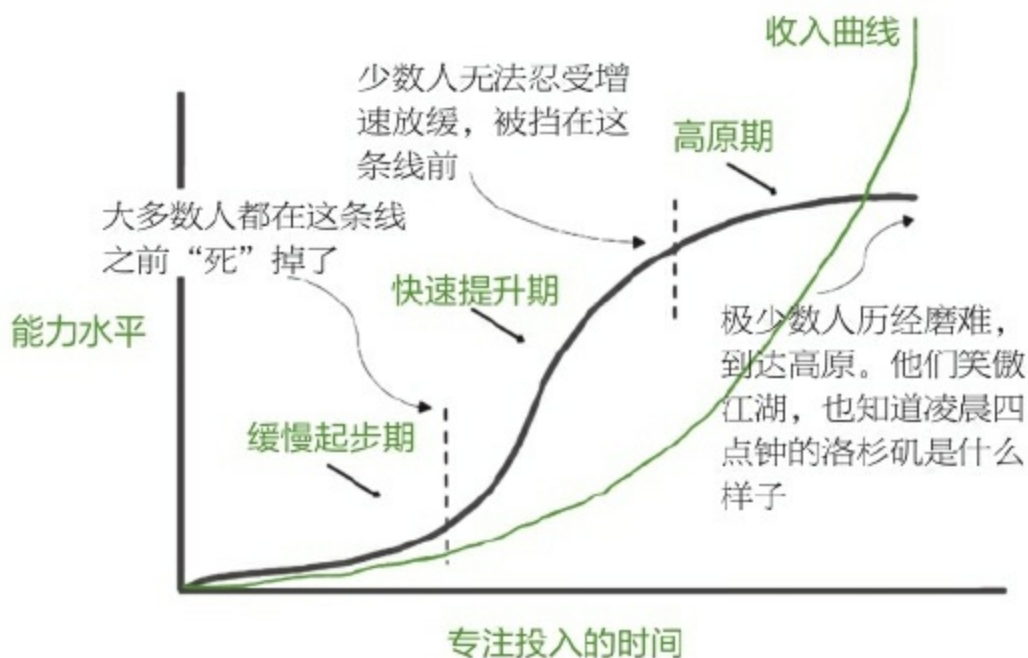 收入曲线
少数人无法忍受增
速放缓，被挡在这
条线前
高原期
大多数人都在这条线
之前“死”掉了
快速提升期
能力水平
极少数人历经磨难，
到达高原。他们笑傲
江湖，也知道凌晨四
点钟的洛杉矶是什么
样子
缓慢起步期
专注投入的时间